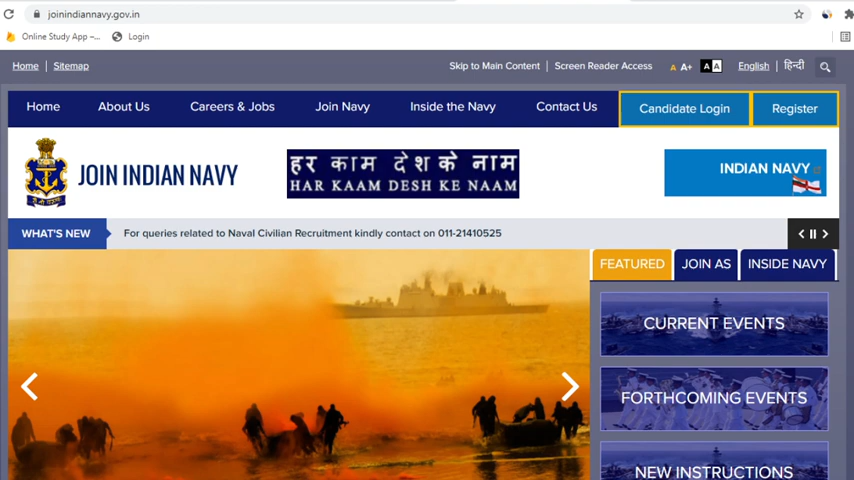 joinindiannavy.gov.in
Online Study App –... Login
Home Sitemap Skip to Main Content Screen Reader Access A A+ A A English हिन्दी
Home About Us Careers & Jobs Join Navy Inside the Navy Contact Us Candidate Login Register
JOIN INDIAN NAVY
हर काम देश के नाम
HAR KAAM DESH KE NAAM
INDIAN NAVY
WHAT'S NEW For queries related to Naval Civilian Recruitment kindly contact on 011-21410525
FEATURED JOIN AS INSIDE NAVY
CURRENT EVENTS
FORTHCOMING EVENTS
NEW INSTRUCTIONS